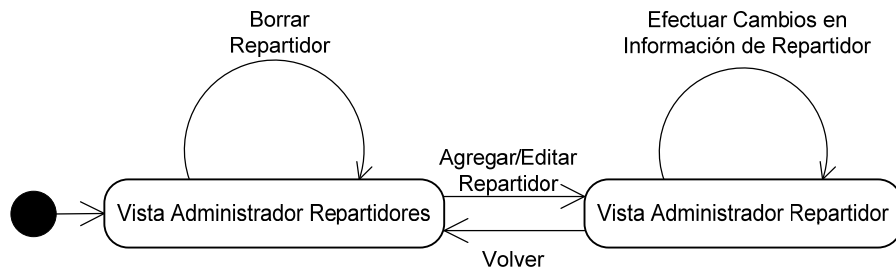 Borrar
Repartidor
Efectuar Cambios en
Información de Repartidor
Agregar/Editar
Repartidor
Vista Administrador Repartidores
Vista Administrador Repartidor
Volver